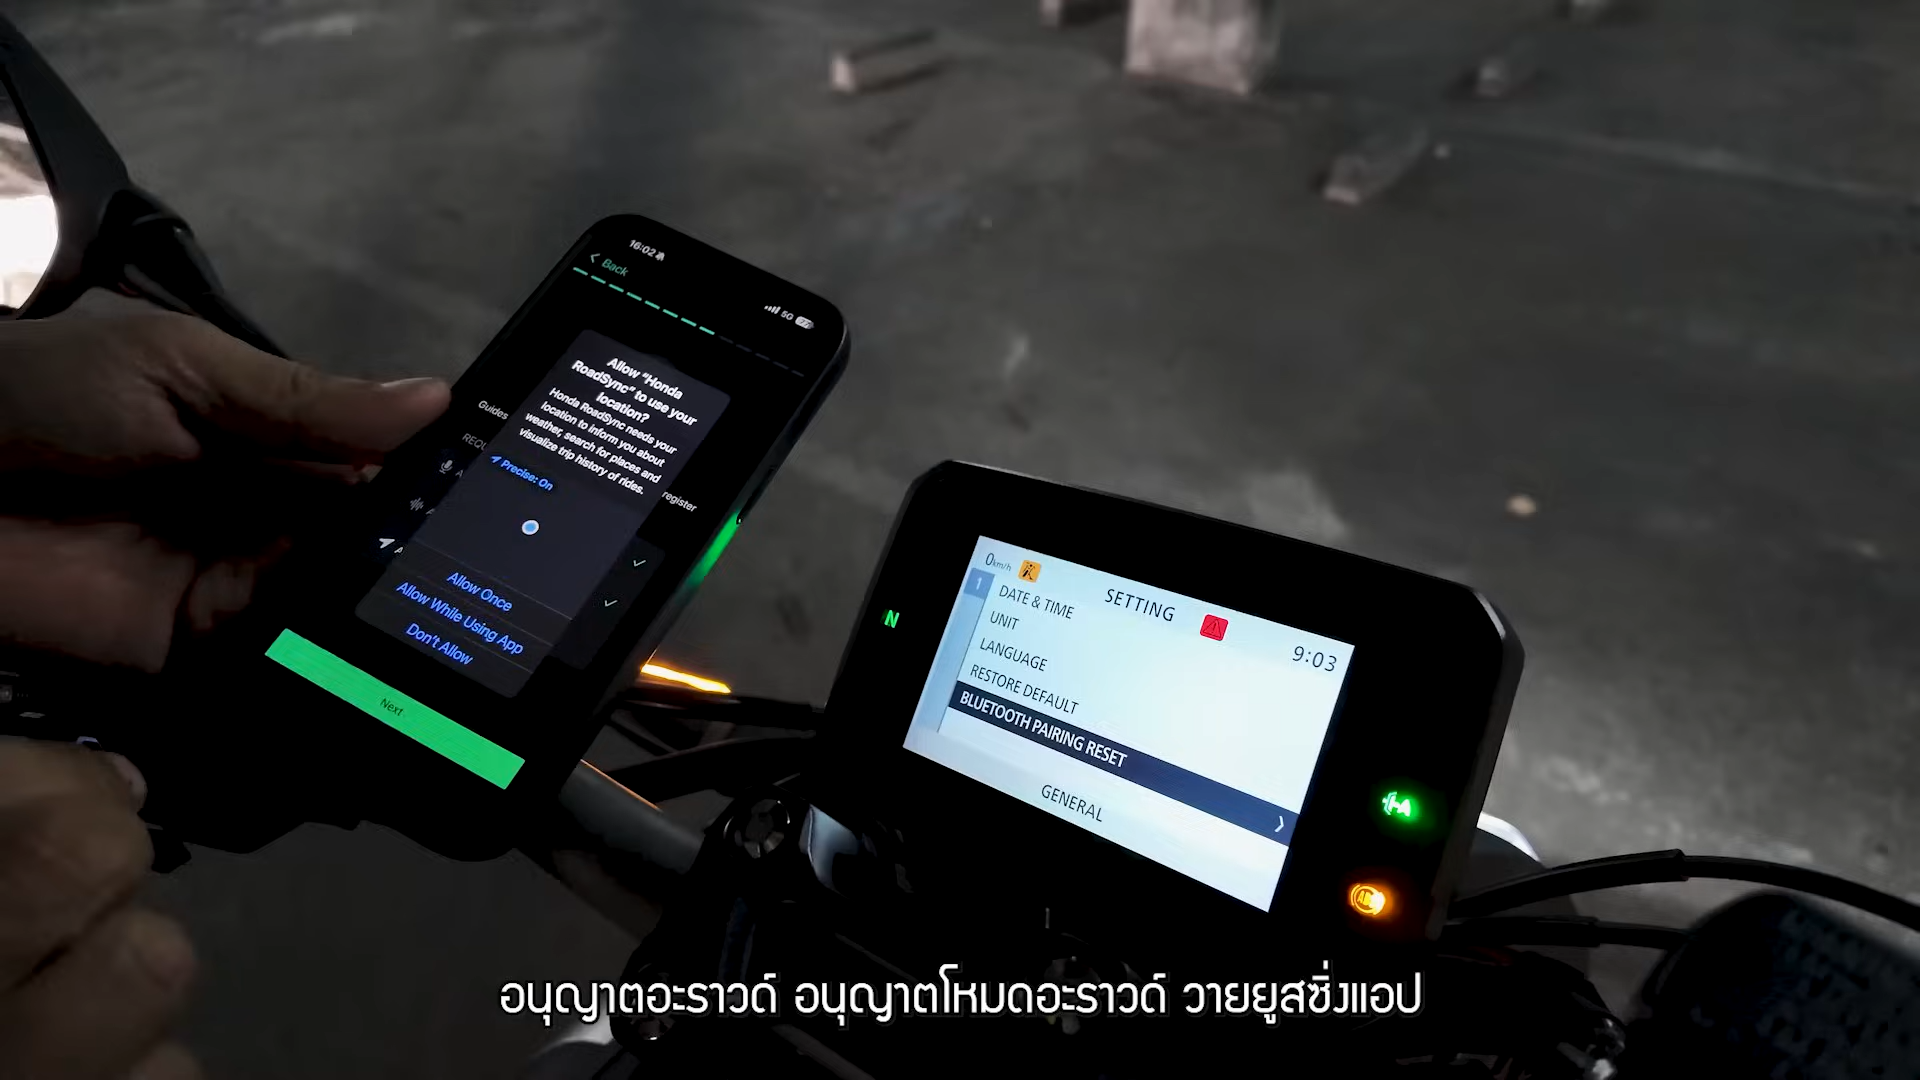 16:02
5G
Back
Allow "Honda
RoadSync" to use your
location?
Honda RoadSync needs your
location to inform you about
weather, search for places and
visualize trip history of rides.
Precise: On
Guides
register
Allow Once
Allow While Using App
Don't Allow
Next
N
0km/h
SETTING
9:03
1
DATE & TIME
UNIT
LANGUAGE
RESTORE DEFAULT
BLUETOOTH PAIRING RESET
GENERAL
อนุญาตอะราวด์ อนุญาตโหมดอะราวด์ วายยูสซิ่งแอป